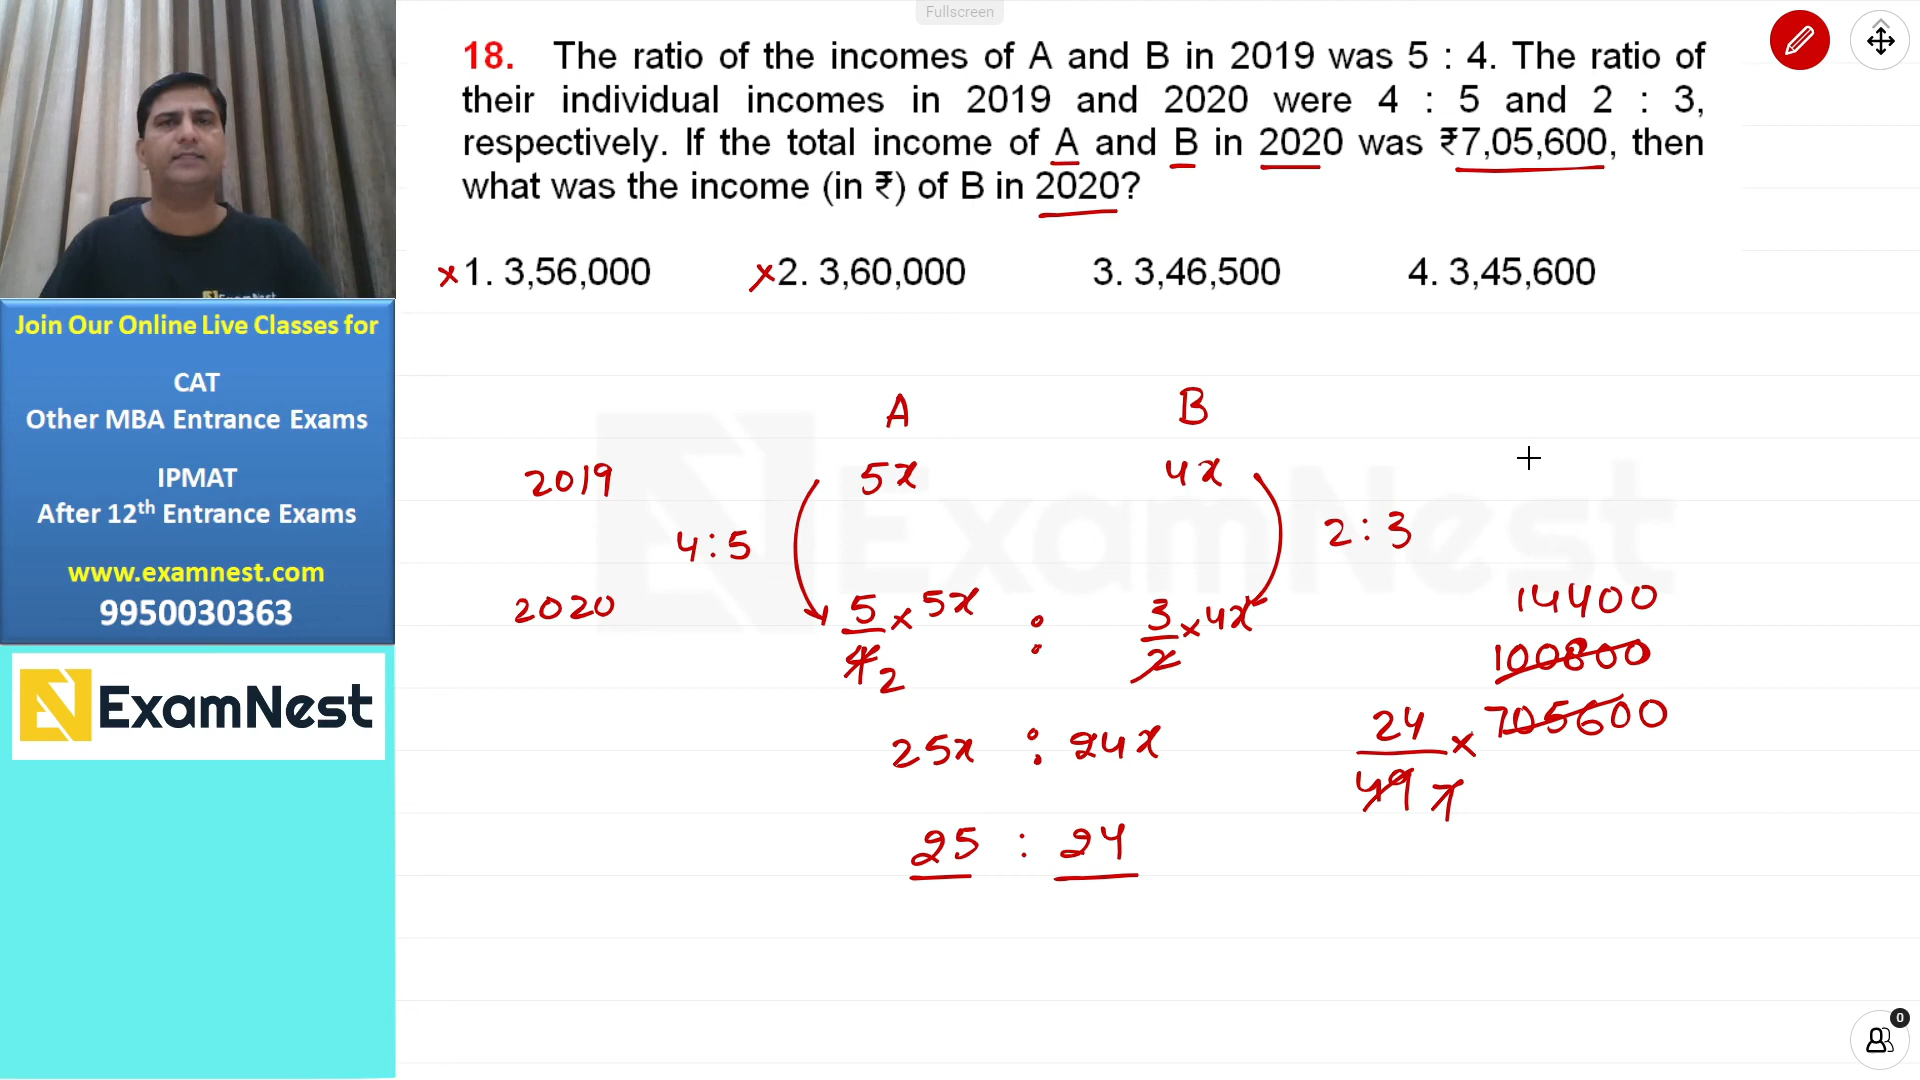 Fullscreen
18. The ratio of the incomes of A and B in 2019 was 5 : 4. The ratio of
their individual incomes in 2019 and 2020 were 4 : 5 and 2 : 3,
respectively. If the total income of A and B in 2020 was ₹7,05,600, then
what was the income (in ₹) of B in 2020?
x 1. 3,56,000 x 2. 3,60,000 3. 3,46,500 4. 3,45,600
ExamNest
Join Our Online Live Classes for
CAT
Other MBA Entrance Exams
IPMAT
After 12th Entrance Exams
www.examnest.com
9950030363
ExamNest
A B
2019 5x 4x
4:5 2:3
2020 5/4 2 × 5x : 3/2 × 4x
25x : 24x
25 : 24
14400
100800
24/49 7 × 705600
ExamNest
0